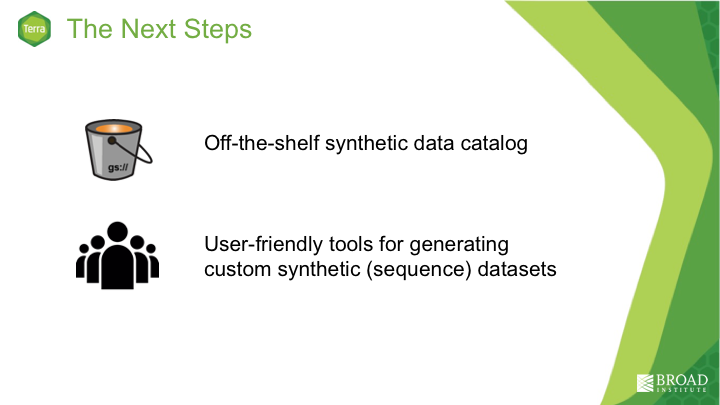 Terra
The Next Steps
gs://
Off-the-shelf synthetic data catalog
User-friendly tools for generating
custom synthetic (sequence) datasets
BROAD
INSTITUTE